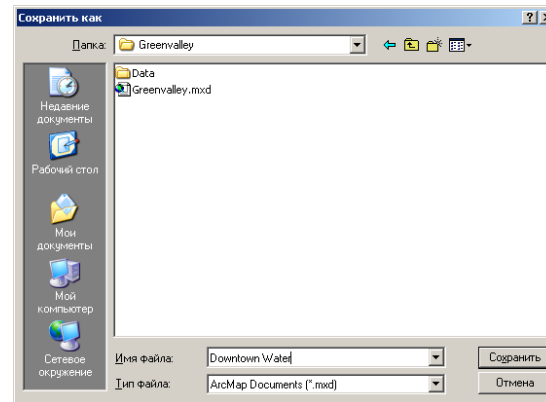 Сохранить как
Папка: Greenvalley
Data
Greenvalley.mxd
Недавние
документы
Рабочий стол
Мои
документы
Мой
компьютер
Сетевое
окружение
Имя файла: Downtown Water Сохранить
Тип файла: ArcMap Documents (*.mxd) Отмена